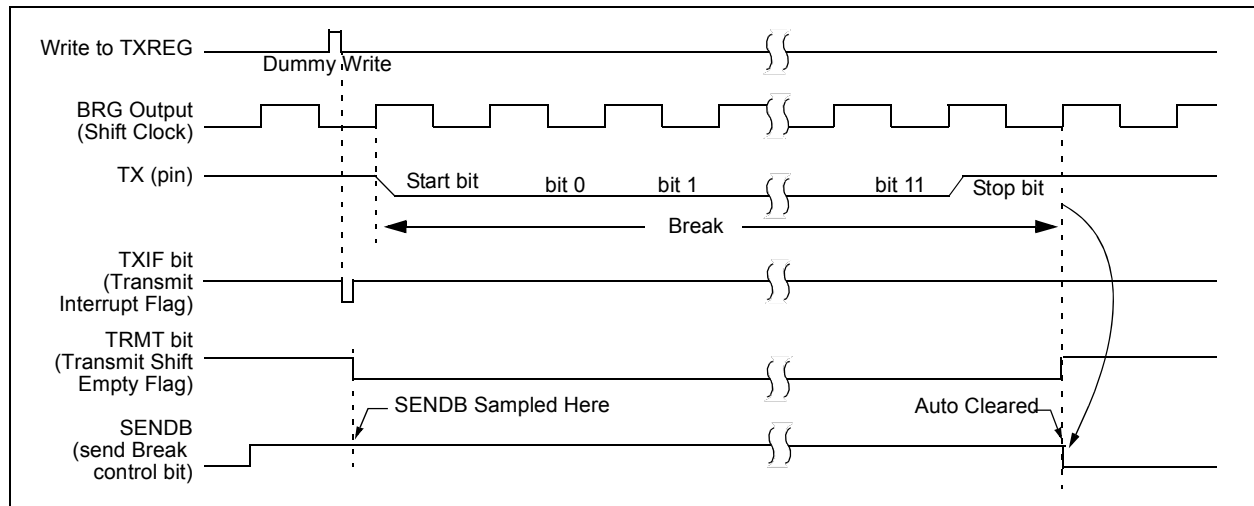 Write to TXREG
Dummy Write
BRG Output
(Shift Clock)
TX (pin)
Start bit
bit 0
bit 1
bit 11
Stop bit
Break
TXIF bit
(Transmit
Interrupt Flag)
TRMT bit
(Transmit Shift
Empty Flag)
SENDB Sampled Here
Auto Cleared
SENDB
(send Break
control bit)